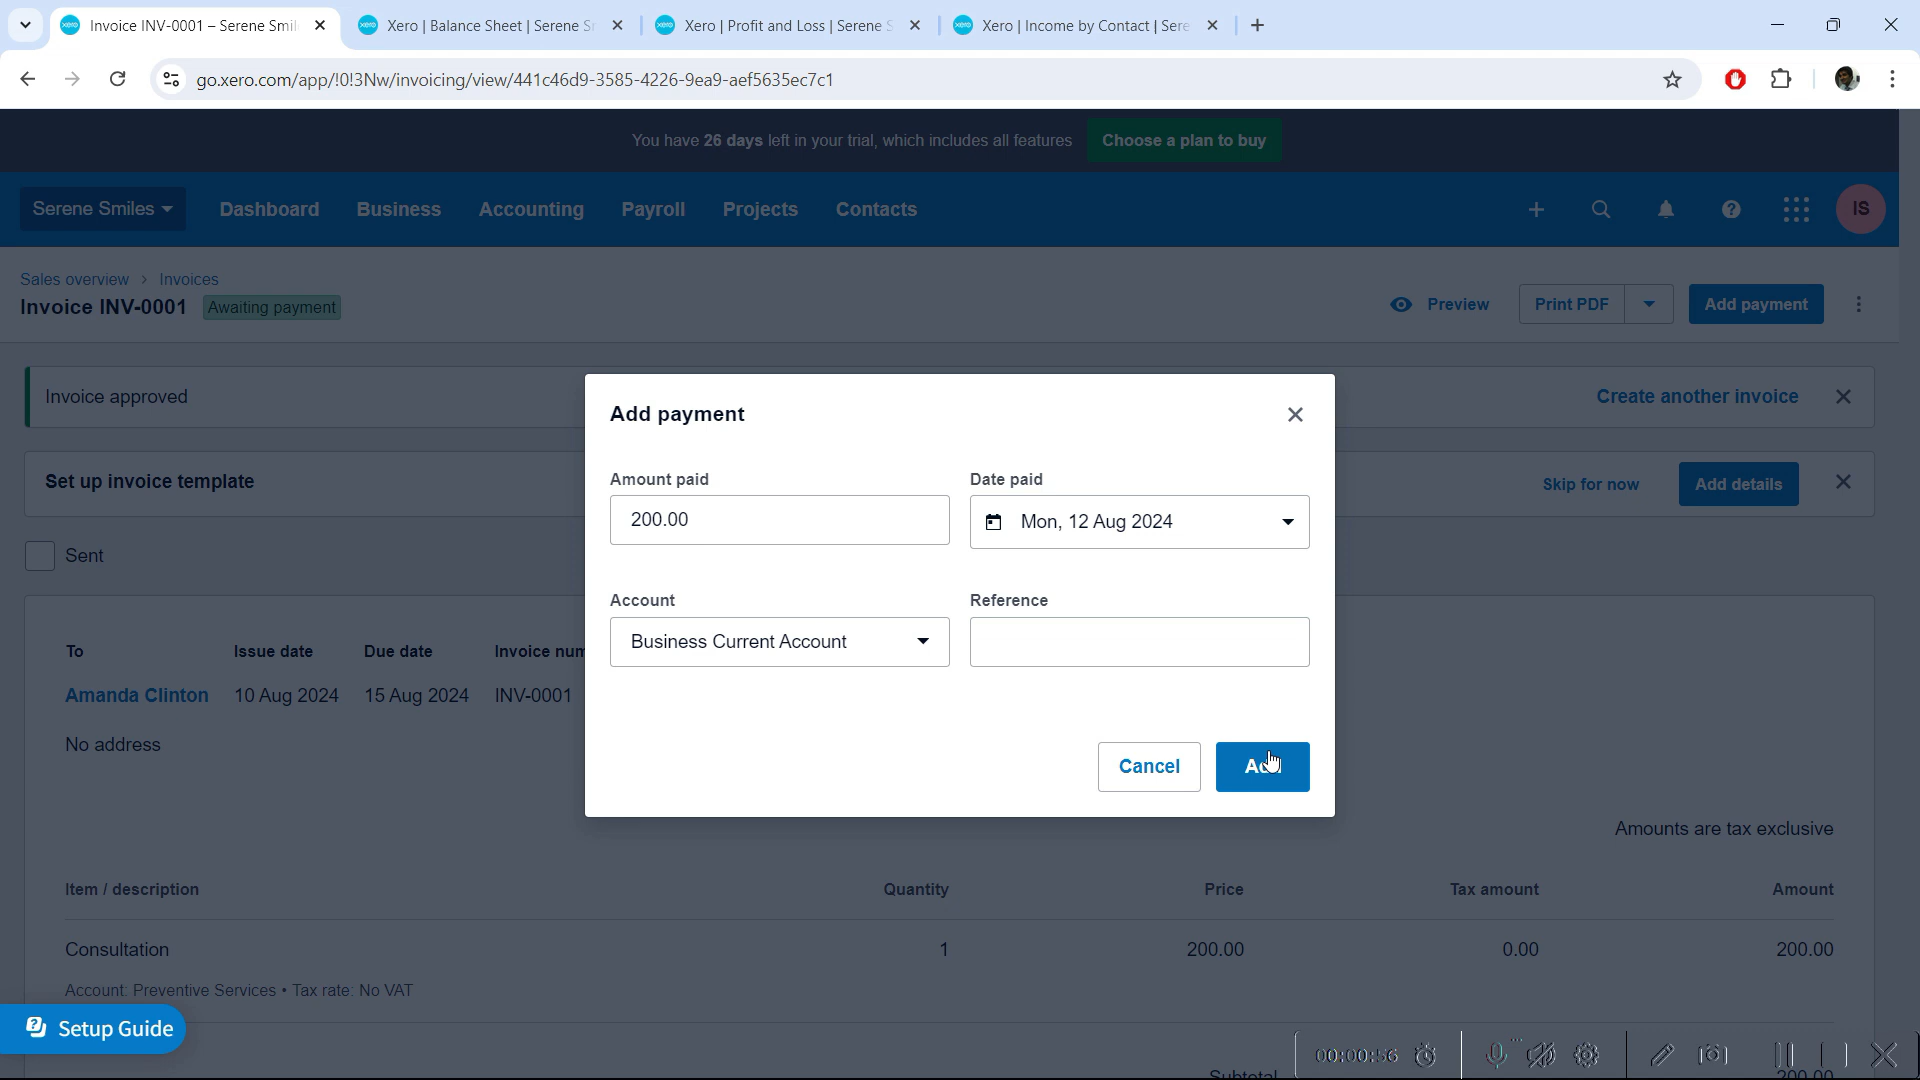 Invoice INV-0001 – Serene Smil
Xero | Balance Sheet | Serene S
Xero | Profit and Loss | Serene S
Xero | Income by Contact | Sere
go.xero.com/app/!0!3Nw/invoicing/view/441c46d9-3585-4226-9ea9-aef5635ec7c1
You have 26 days left in your trial, which includes all features
Choose a plan to buy
Serene Smiles
Dashboard
Business
Accounting
Payroll
Projects
Contacts
IS
Sales overview > Invoices
Invoice INV-0001
Awaiting payment
Preview
Print PDF
Add payment
Invoice approved
Create another invoice
Set up invoice template
Skip for now
Add details
Sent
Add payment
Amount paid
Date paid
200.00
Mon, 12 Aug 2024
Account
Reference
Business Current Account
Cancel
To
Issue date
Due date
Invoice num
Amanda Clinton
10 Aug 2024
15 Aug 2024
INV-0001
No address
Amounts are tax exclusive
Item / description
Quantity
Price
Tax amount
Amount
Consultation
1
200.00
0.00
200.00
Account: Preventive Services • Tax rate: No VAT
Setup Guide
00:00:56
Subtotal
200.00